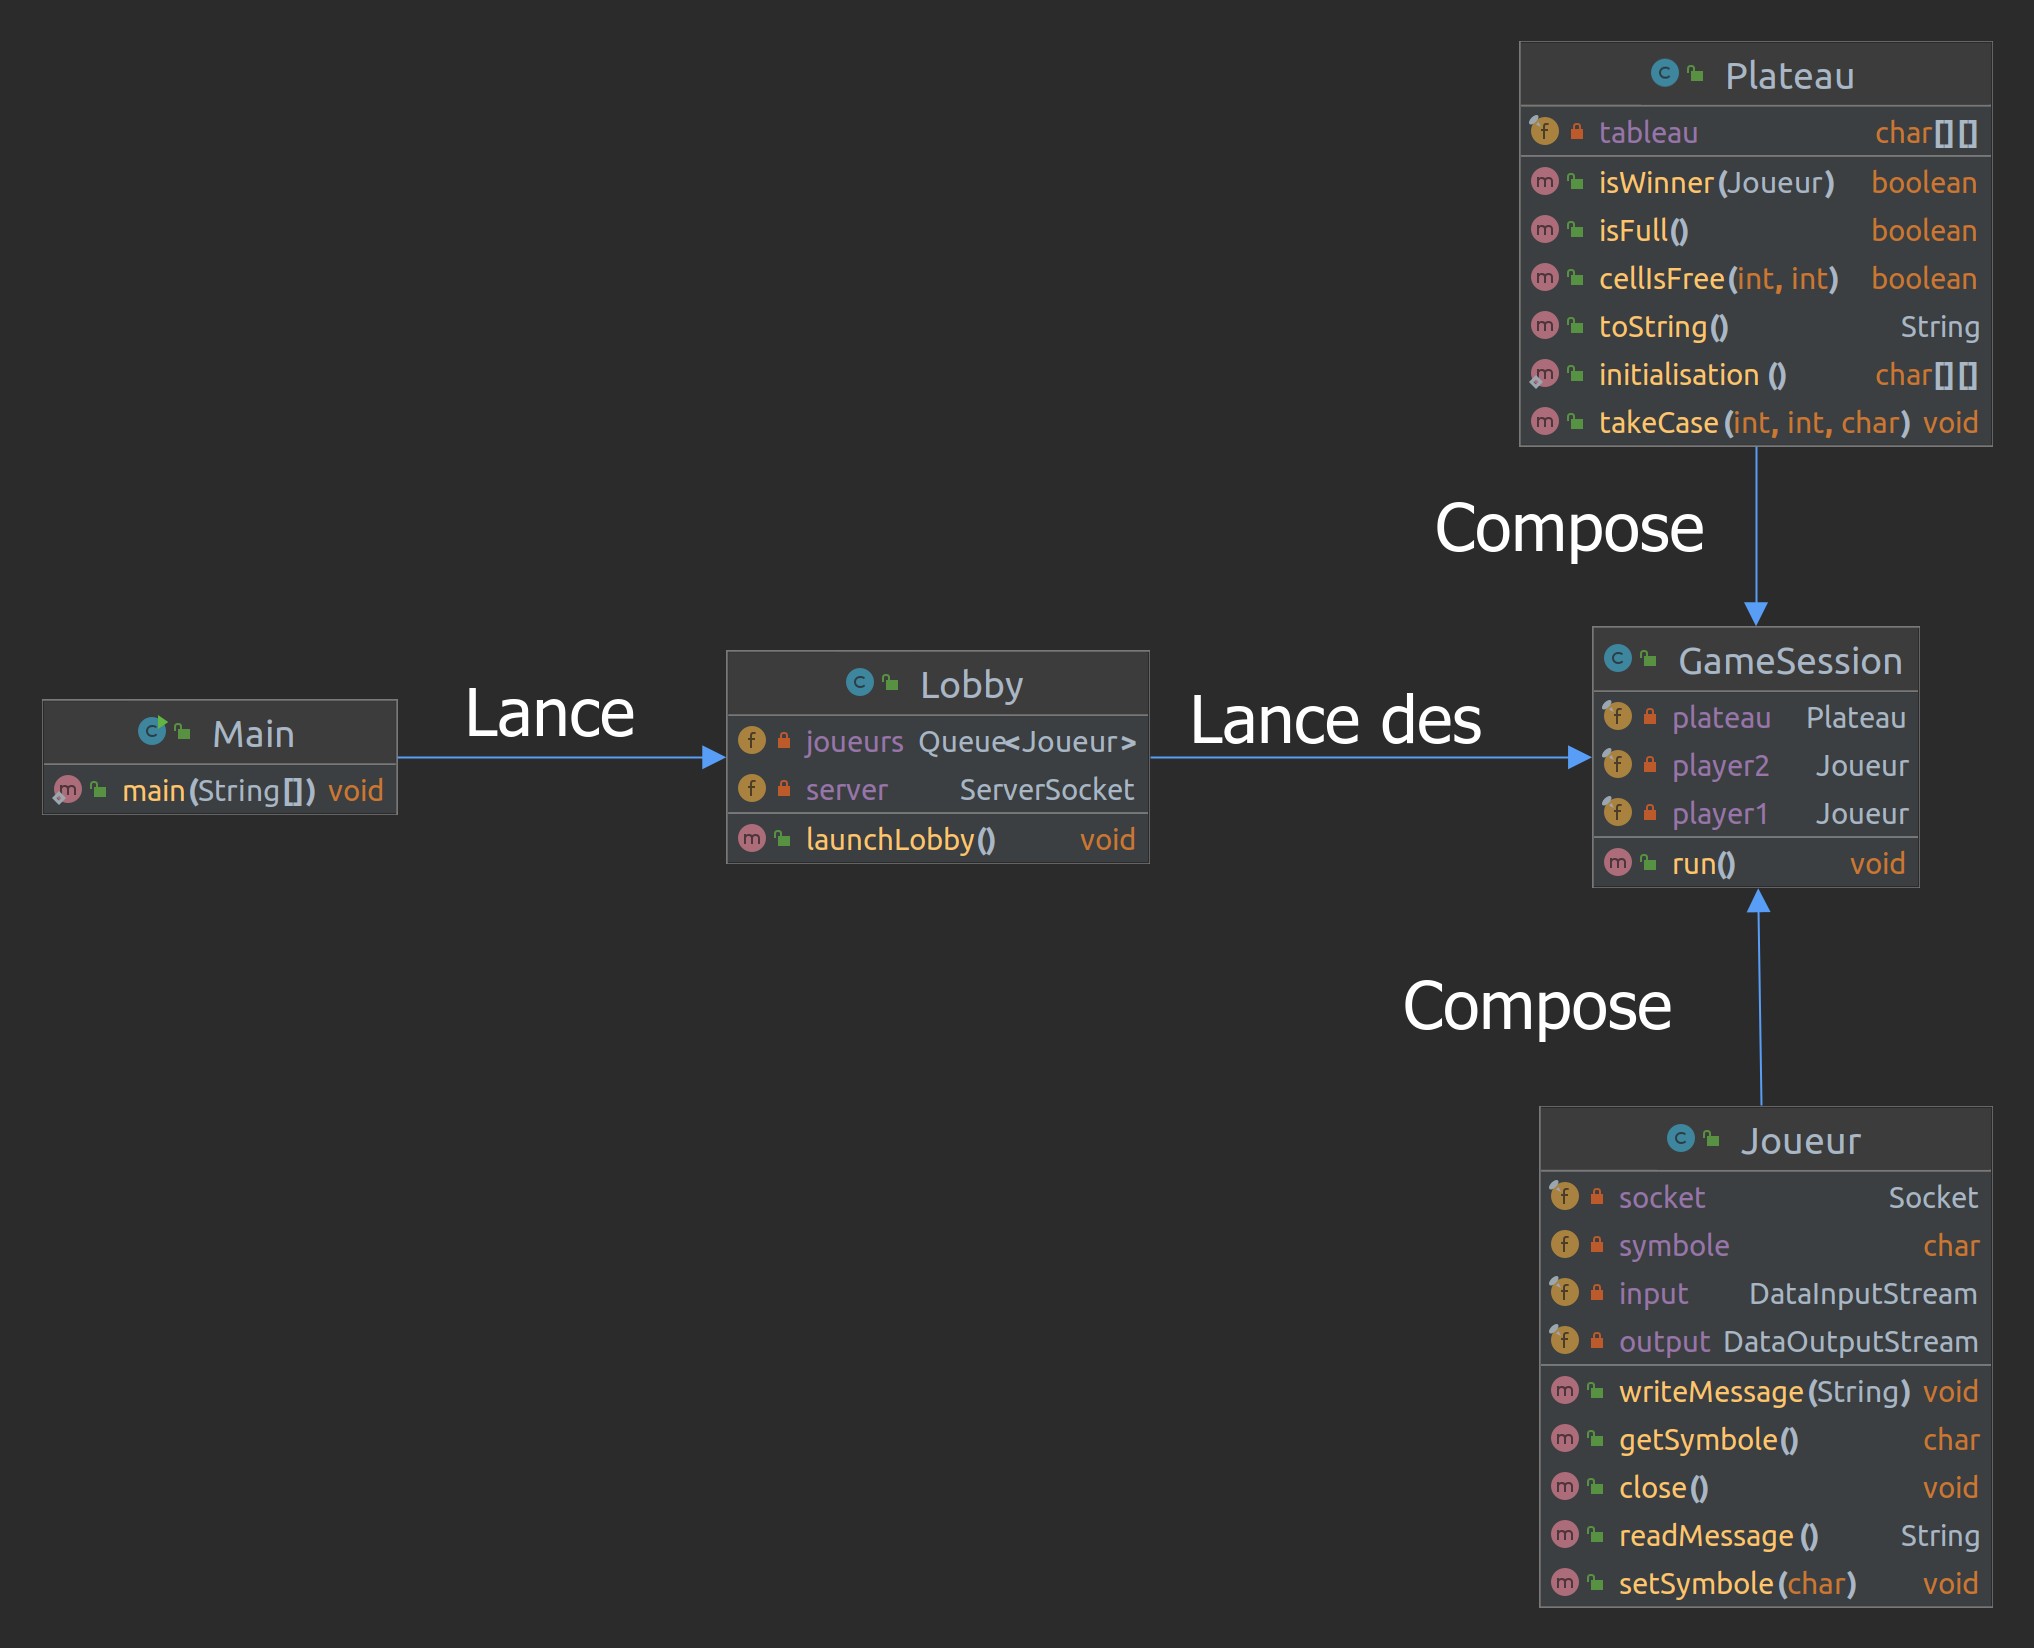 Plateau
tableau char[][]
isWinner(Joueur) boolean
isFull() boolean
cellIsFree(int, int) boolean
toString() String
initialisation () char[][]
takeCase(int, int, char) void
Compose
Main
main(String[]) void
Lance
Lobby
joueurs Queue<Joueur>
server ServerSocket
launchLobby() void
Lance des
GameSession
plateau Plateau
player2 Joueur
player1 Joueur
run() void
Compose
Joueur
socket Socket
symbole char
input DataInputStream
output DataOutputStream
writeMessage(String) void
getSymbole() char
close() void
readMessage () String
setSymbole(char) void